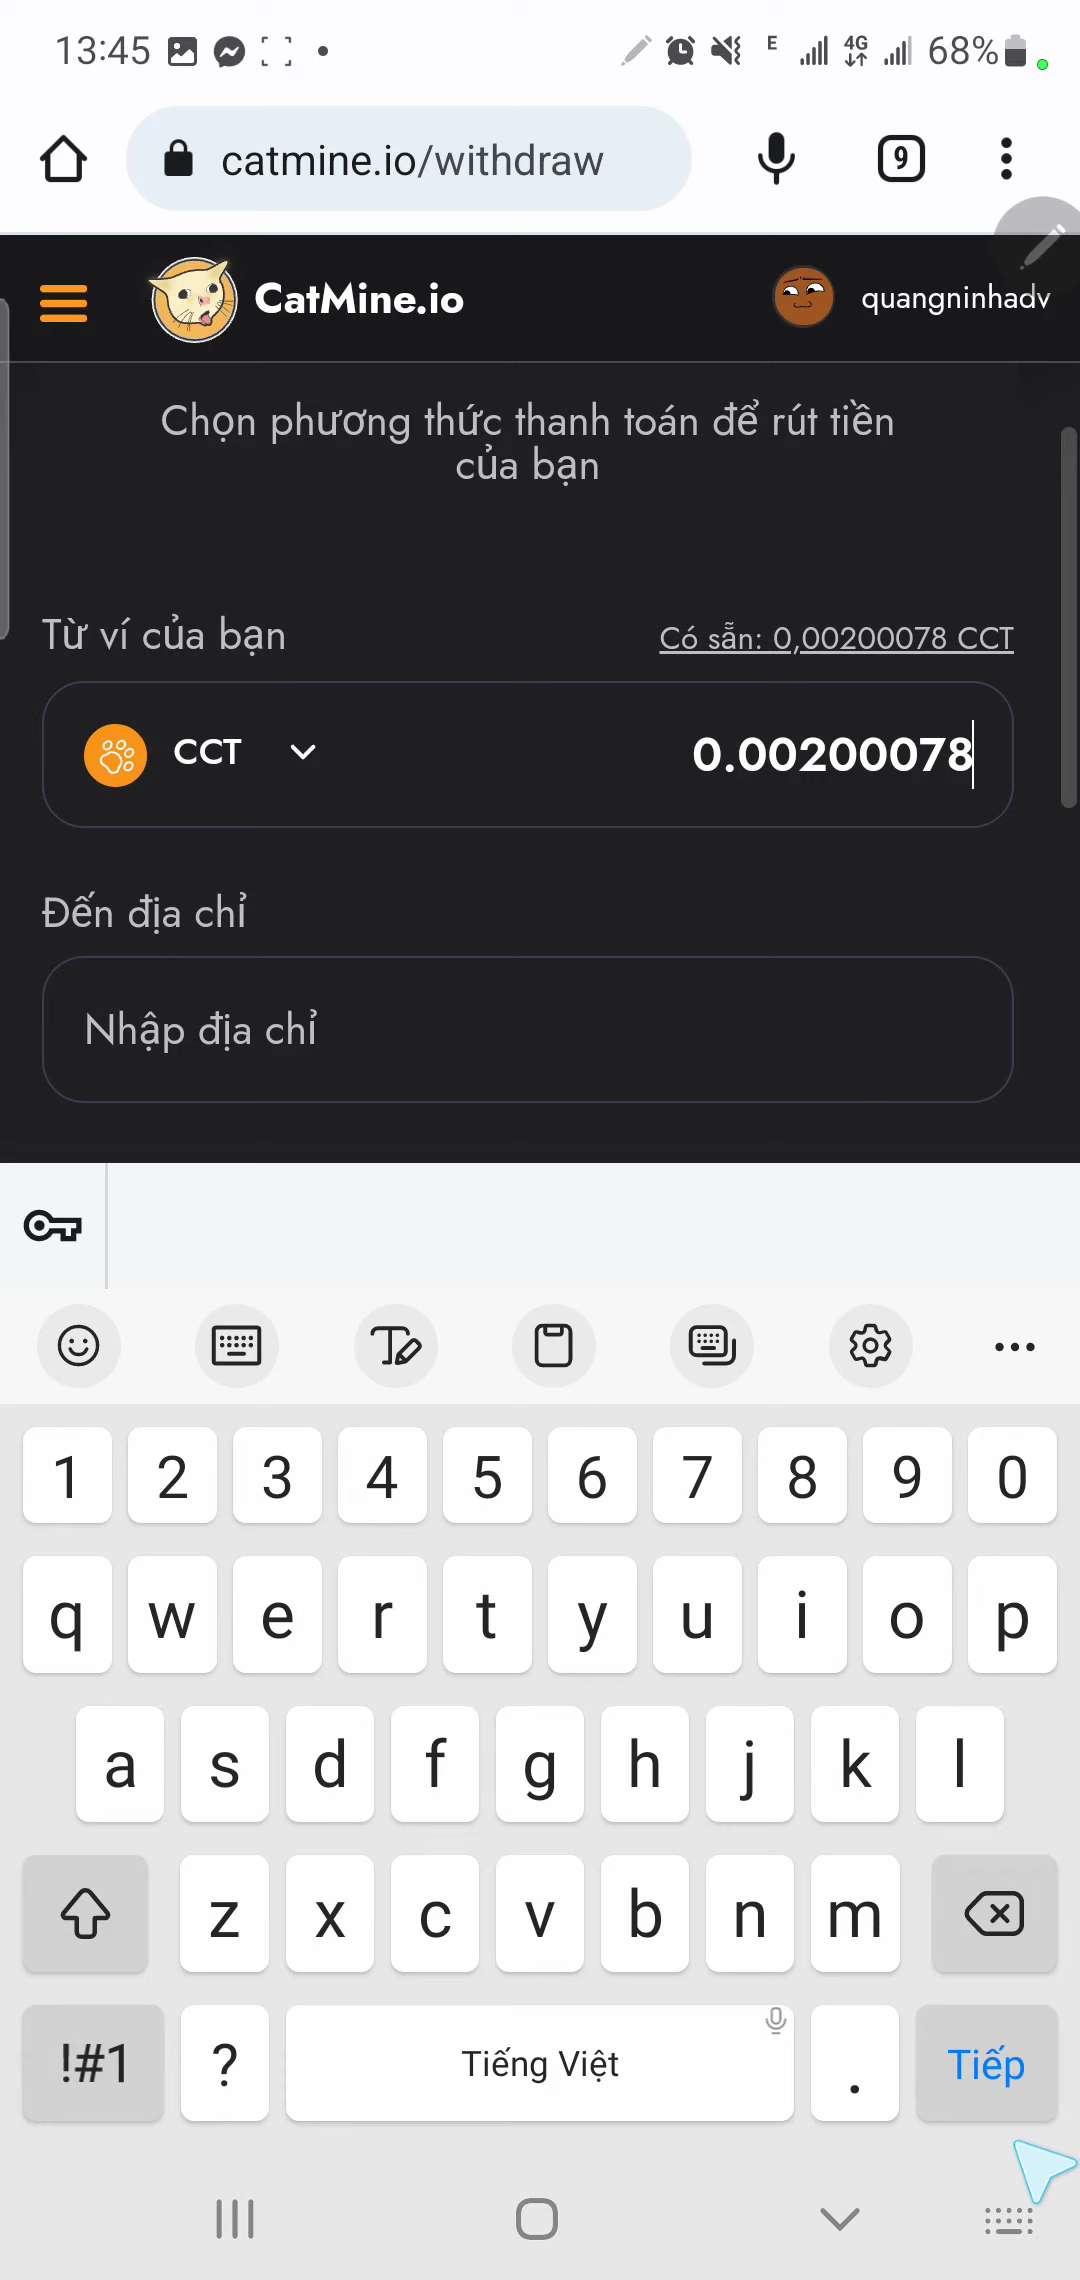 13:45
E
4G
68%
catmine.io/withdraw
9
CatMine.io
quangninhadv
Chọn phương thức thanh toán để rút tiền
của bạn
Từ ví của bạn
Có sẵn: 0,00200078 CCT
CCT
0.00200078
Đến địa chỉ
Nhập địa chỉ
1 2 3 4 5 6 7 8 9 0
q w e r t y u i o p
a s d f g h j k l
z x c v b n m
!#1 ? Tiếng Việt . Tiếp